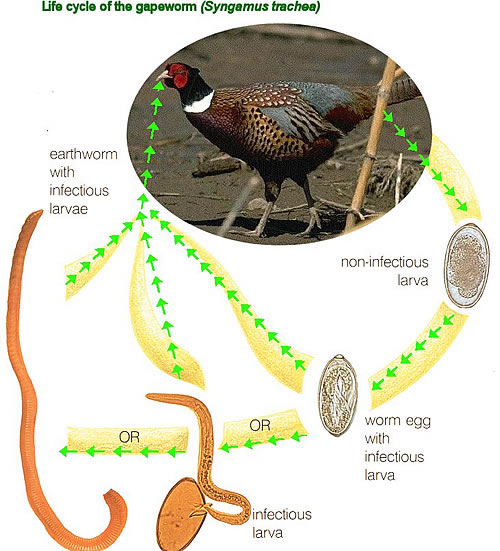 Life cycle of the gapeworm (Syngamus trachea)
earthworm
with
infectious
larvae
non-infectious
larva
worm egg
with
infectious
larva
OR
OR
infectious
larva